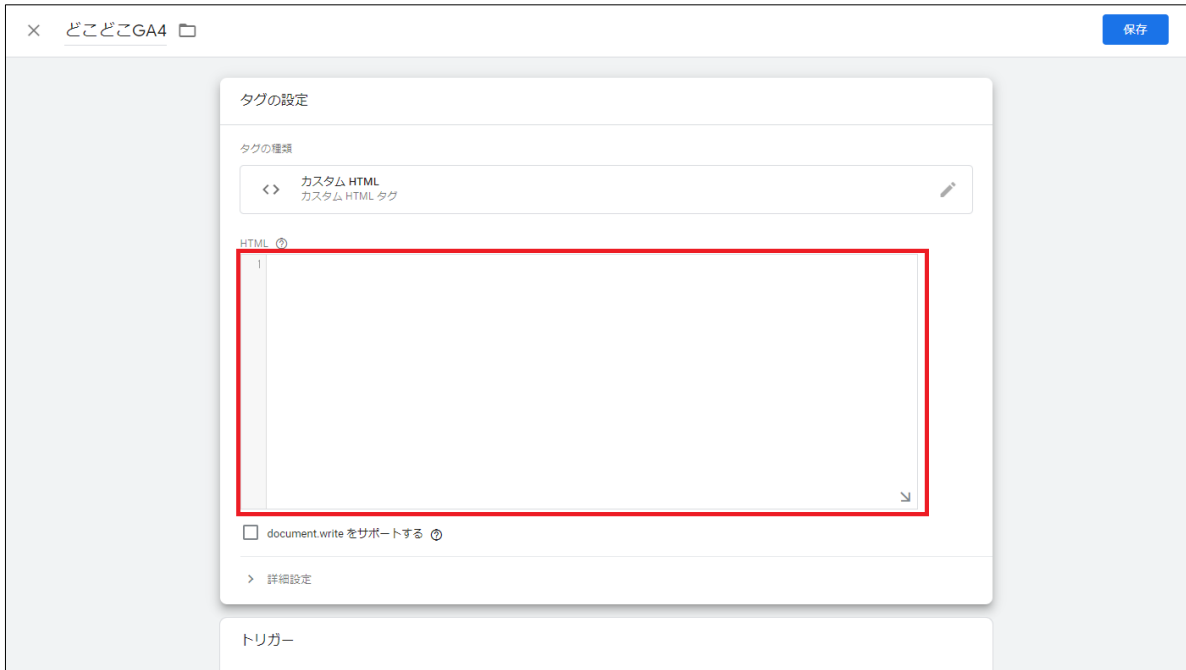 どこどこGA4
保存
タグの設定
タグの種類
カスタム HTML
カスタム HTML タグ
HTML
1
document.write をサポートする
詳細設定
トリガー